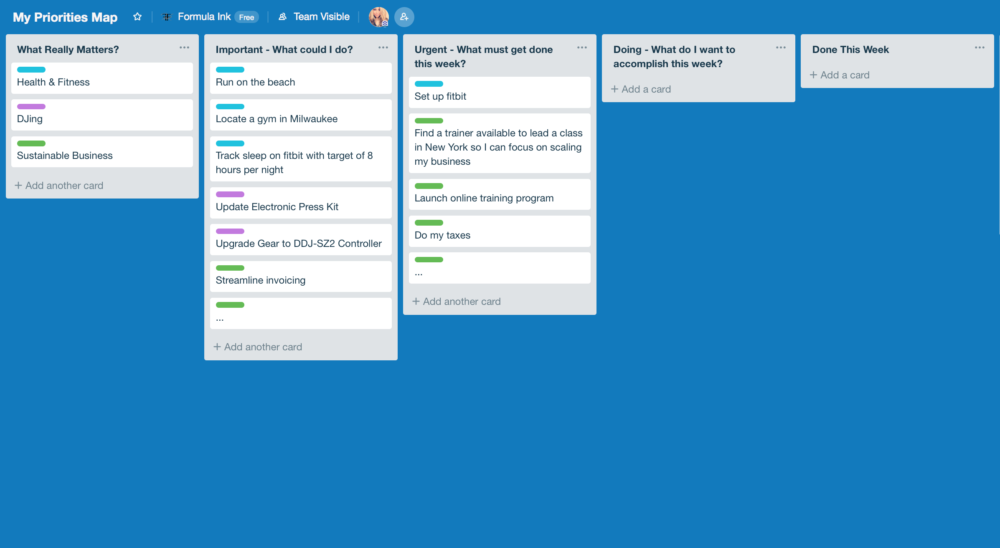 My Priorities Map
Formula Ink Free
Team Visible
What Really Matters?
Health & Fitness
DJing
Sustainable Business
+ Add another card
Important - What could I do?
Run on the beach
Locate a gym in Milwaukee
Track sleep on fitbit with target of 8
hours per night
Update Electronic Press Kit
Upgrade Gear to DDJ-SZ2 Controller
Streamline invoicing
...
+ Add another card
Urgent - What must get done
this week?
Set up fitbit
Find a trainer available to lead a class
in New York so I can focus on scaling
my business
Launch online training program
Do my taxes
...
+ Add another card
Doing - What do I want to
accomplish this week?
+ Add a card
Done This Week
+ Add a card